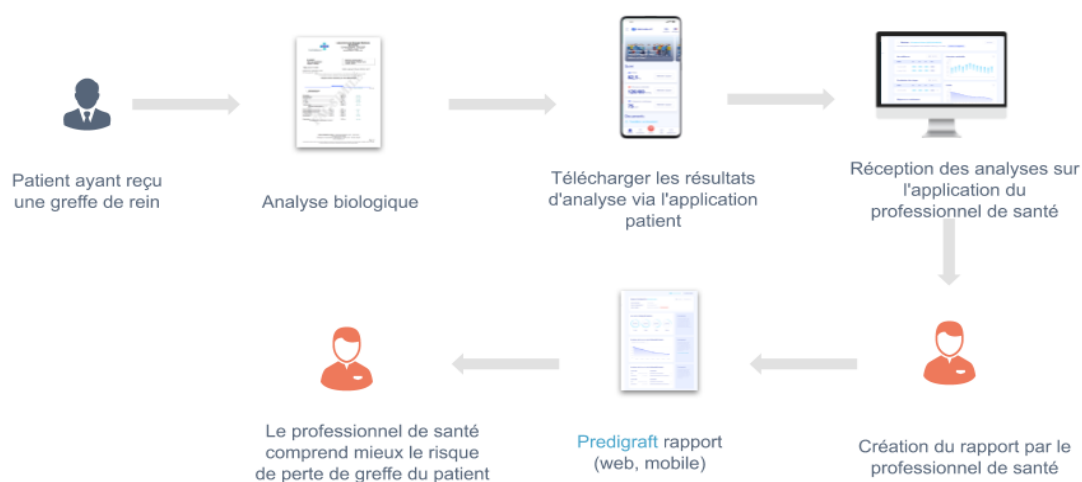 Patient ayant reçu
une greffe de rein
Analyse biologique
Télécharger les résultats
d'analyse via l'application
patient
Réception des analyses sur
l'application du
professionnel de santé
Le professionnel de santé
comprend mieux le risque
de perte de greffe du patient
Predigraft rapport
(web, mobile)
Création du rapport par le
professionnel de santé